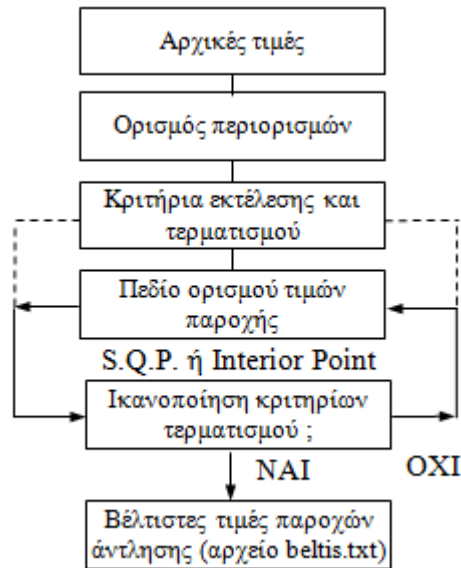 Αρχικές τιμές
Ορισμός περιορισμών
Κριτήρια εκτέλεσης και
τερματισμού
Πεδίο ορισμού τιμών
παροχής
S.Q.P. ή Interior Point
Ικανοποίηση κριτηρίων
τερματισμού ;
ΝΑΙ
ΟΧΙ
Βέλτιστες τιμές παροχών
άντλησης (αρχείο beltis.txt)